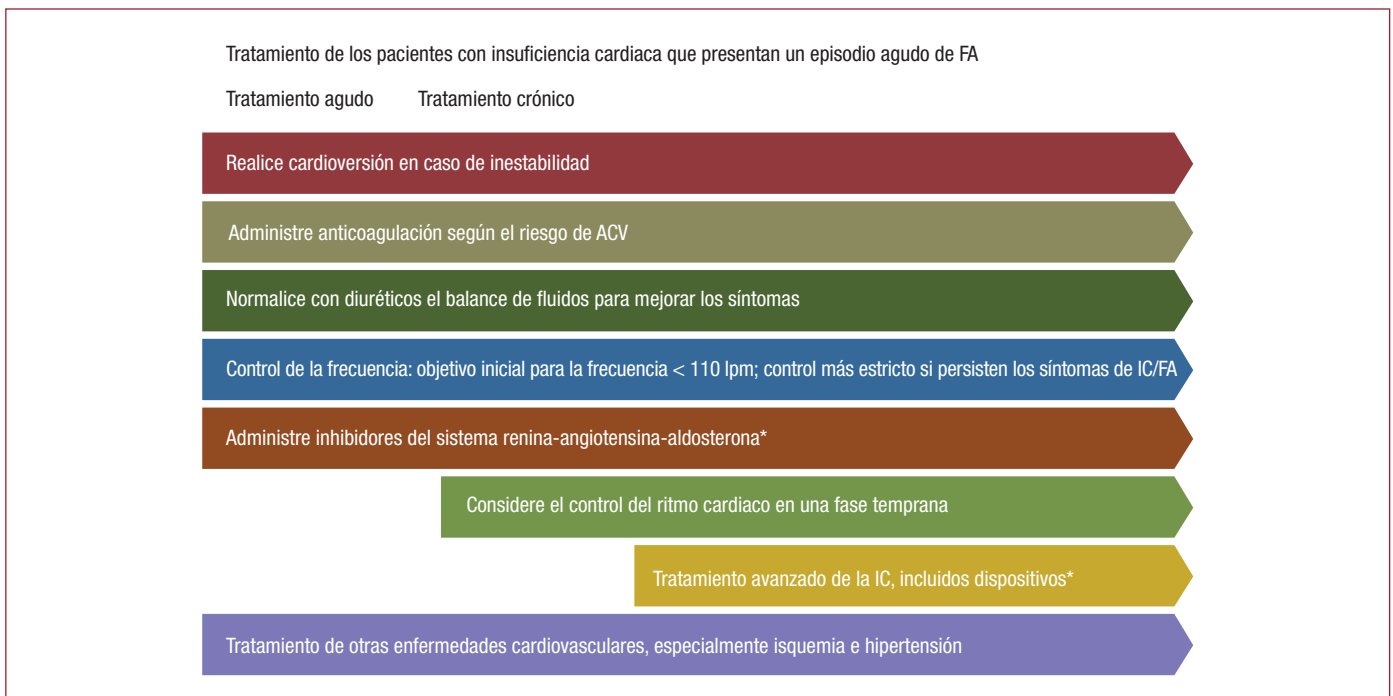 Tratamiento de los pacientes con insuficiencia cardiaca que presentan un episodio agudo de FA
Tratamiento agudo Tratamiento crónico
Realice cardioversión en caso de inestabilidad
Administre anticoagulación según el riesgo de ACV
Normalice con diuréticos el balance de fluidos para mejorar los síntomas
Control de la frecuencia: objetivo inicial para la frecuencia < 110 lpm; control más estricto si persisten los síntomas de IC/FA
Administre inhibidores del sistema renina-angiotensina-aldosterona*
Considere el control del ritmo cardiaco en una fase temprana
Tratamiento avanzado de la IC, incluidos dispositivos*
Tratamiento de otras enfermedades cardiovasculares, especialmente isquemia e hipertensión